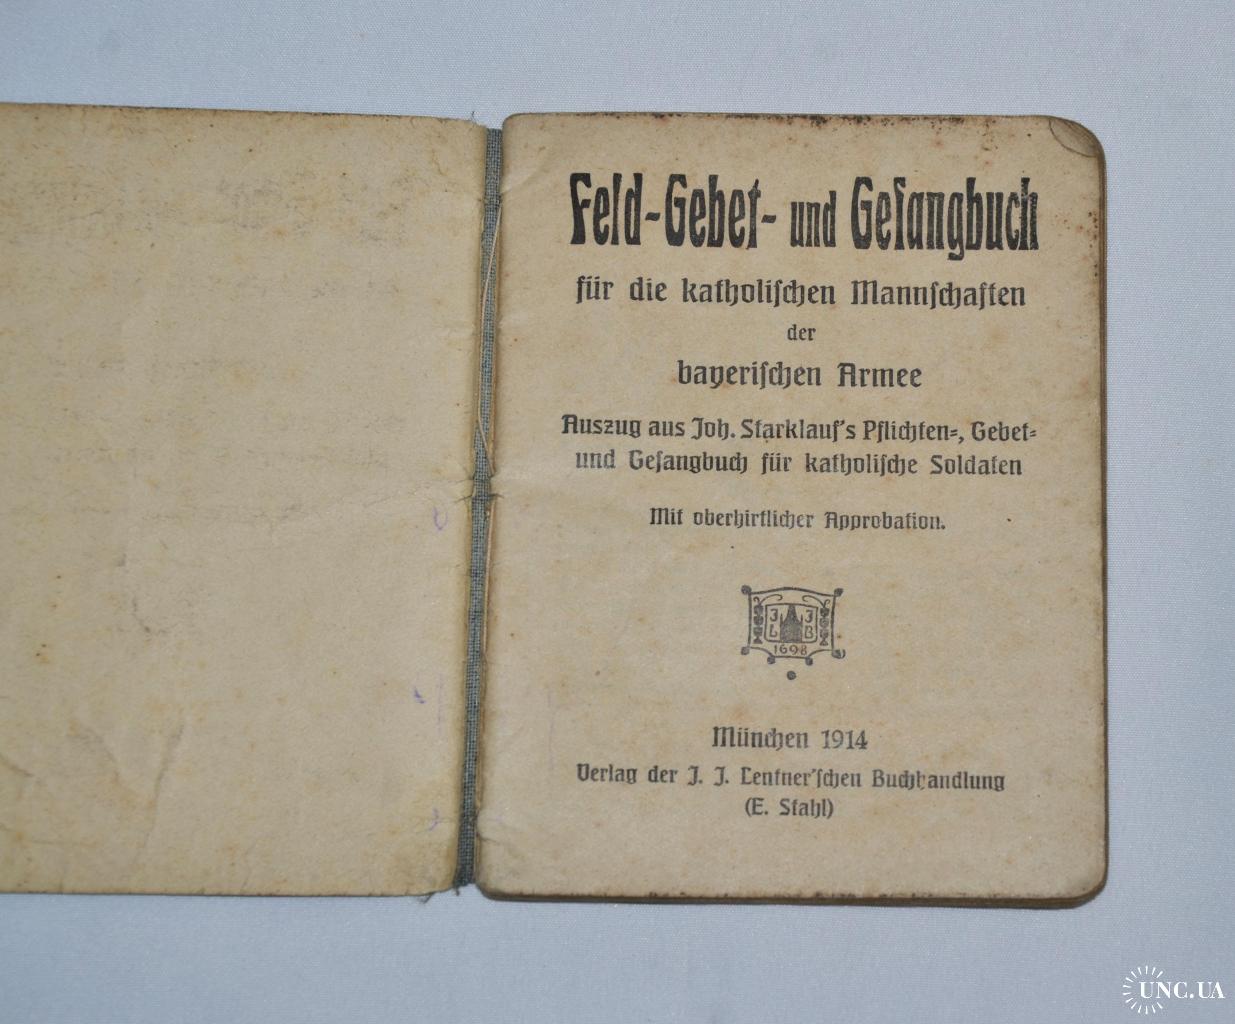 Feld-Gebet- und Geſangbuch
für die katholiſchen Mannſchaften
der
bayeriſchen Armee
Auszug aus Joh. Starklauf's Pflichten-, Gebet-
und Geſangbuch für katholiſche Soldaten
Mit oberhirtlicher Approbation.
J J
L B
1698
München 1914
Verlag der J. J. Lentner'ſchen Buchhandlung
(E. Stahl)
UNC.UA